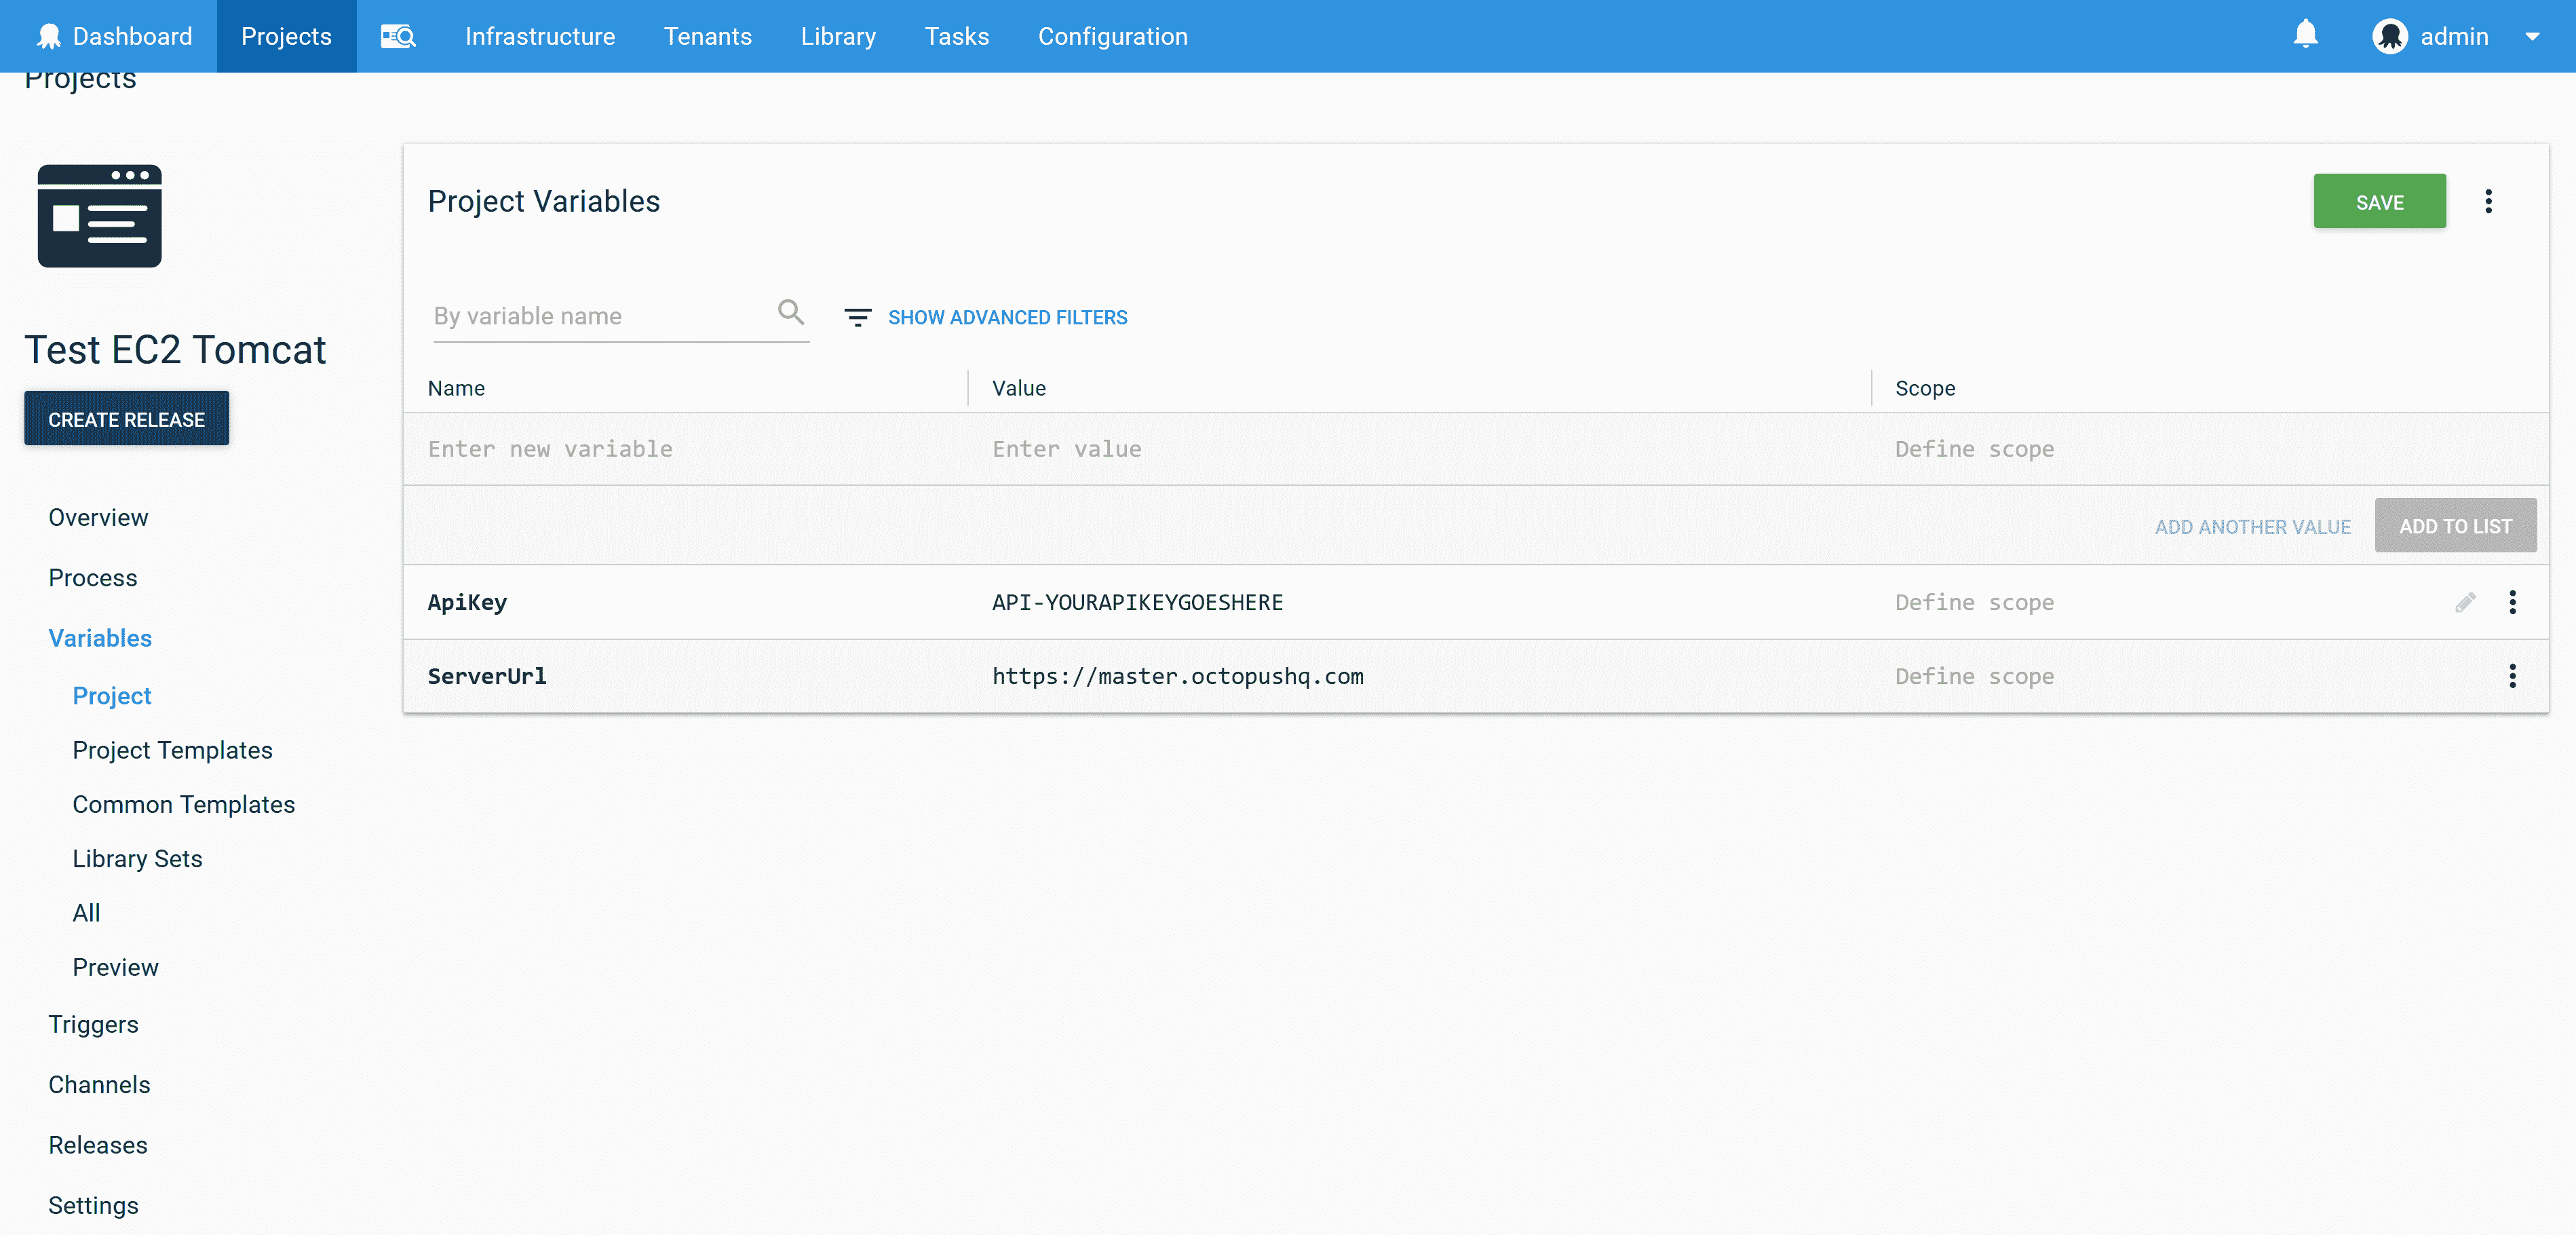 Dashboard Projects Infrastructure Tenants Library Tasks Configuration admin
Projects
Test EC2 Tomcat
CREATE RELEASE
Overview
Process
Variables
Project
Project Templates
Common Templates
Library Sets
All
Preview
Triggers
Channels
Releases
Settings
Project Variables SAVE
By variable name SHOW ADVANCED FILTERS
Name Value Scope
Enter new variable Enter value Define scope
ADD ANOTHER VALUE ADD TO LIST
ApiKey API-YOURAPIKEYGOESHERE Define scope
ServerUrl https://master.octopushq.com Define scope